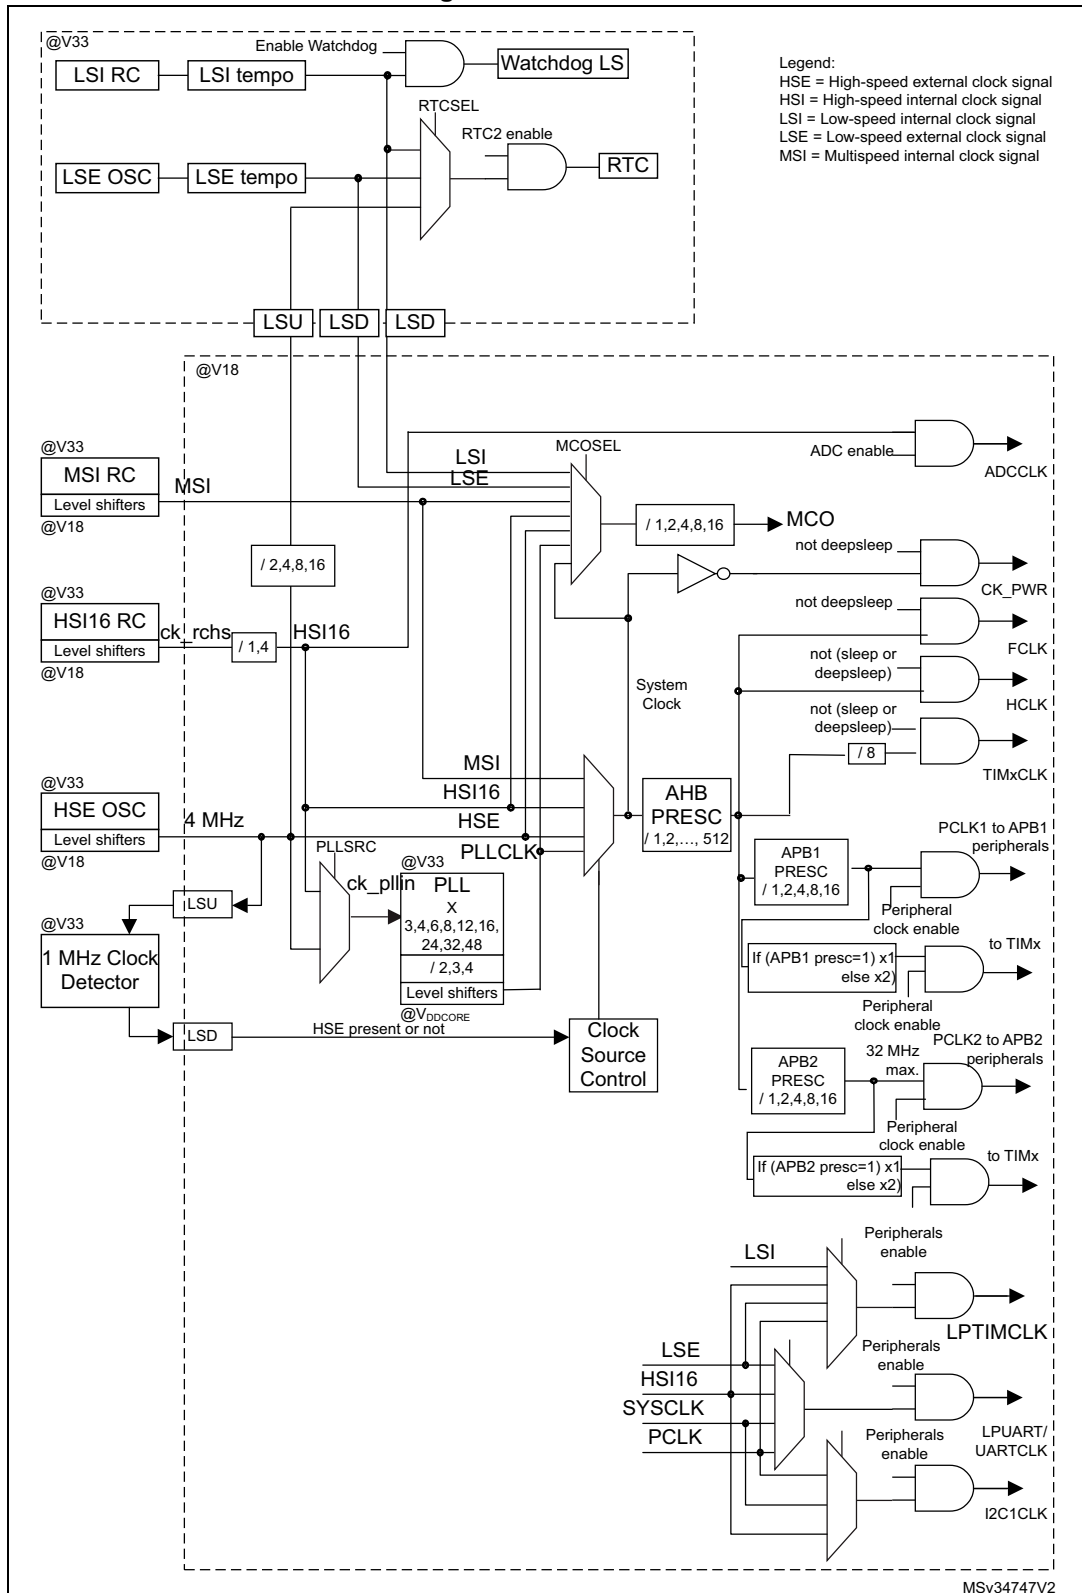 @V33
Enable Watchdog
LSI RC
LSI tempo
Watchdog LS
Legend:
HSE = High-speed external clock signal
HSI = High-speed internal clock signal
LSI = Low-speed internal clock signal
LSE = Low-speed external clock signal
MSI = Multispeed internal clock signal
RTCSEL
RTC2 enable
LSE OSC
LSE tempo
RTC
LSU
LSD
LSD
@V18
@V33
MSI RC
Level shifters
@V18
MSI
LSI
LSE
MCOSEL
ADC enable
ADCCLK
/ 1,2,4,8,16
MCO
/ 2,4,8,16
not deepsleep
CK_PWR
@V33
HSI16 RC
Level shifters
@V18
ck_rchs
/ 1,4
HSI16
not deepsleep
FCLK
not (sleep or
deepsleep)
HCLK
System
Clock
not (sleep or
deepsleep)
/ 8
TIMxCLK
@V33
HSE OSC
Level shifters
@V18
4 MHz
MSI
HSI16
HSE
PLLCLK
AHB
PRESC
/ 1,2,..., 512
PLLSRC
ck_pllin
@V33
PLL
X
3,4,6,8,12,16,
24,32,48
/ 2,3,4
Level shifters
@VDDCORE
APB1
PRESC
/ 1,2,4,8,16
PCLK1 to APB1
peripherals
Peripheral
clock enable
If (APB1 presc=1) x1
else x2)
to TIMx
Peripheral
clock enable
LSU
@V33
1 MHz Clock
Detector
LSD
HSE present or not
Clock
Source
Control
APB2
PRESC
/ 1,2,4,8,16
32 MHz
max.
PCLK2 to APB2
peripherals
Peripheral
clock enable
If (APB2 presc=1) x1
else x2)
to TIMx
LSI
Peripherals
enable
LPTIMCLK
LSE
HSI16
SYSCLK
PCLK
Peripherals
enable
LPUART/
UARTCLK
Peripherals
enable
I2C1CLK
MSv34747V2